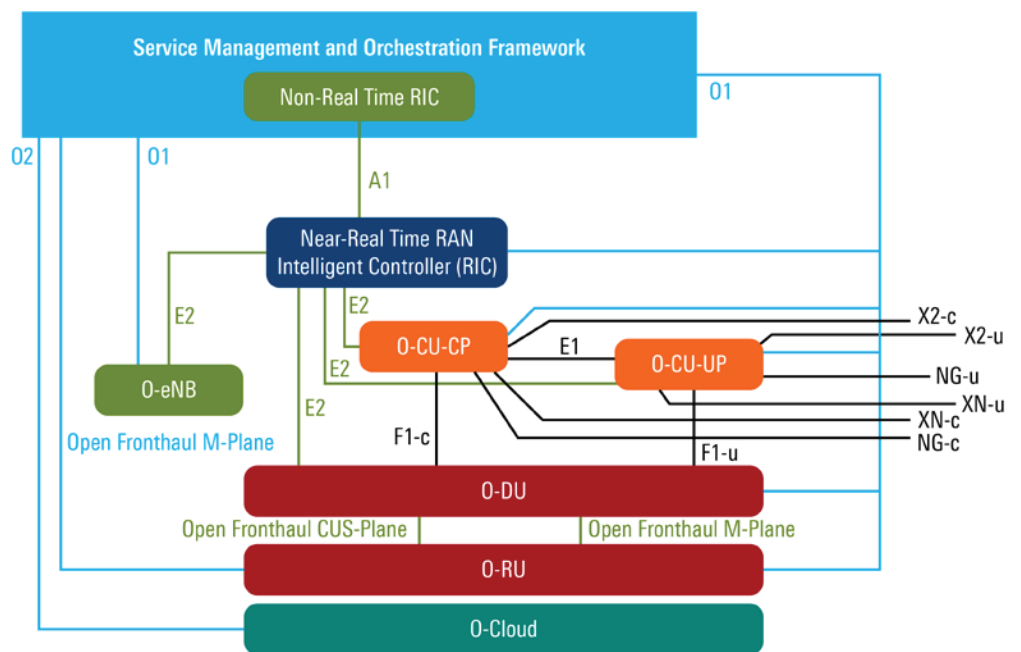 Service Management and Orchestration Framework
Non-Real Time RIC
O1
O2
O1
A1
Near-Real Time RAN
Intelligent Controller (RIC)
E2
E2
X2-c
X2-u
O-CU-CP
E1
O-CU-UP
E2
NG-u
O-eNB
XN-u
E2
XN-c
Open Fronthaul M-Plane
F1-c
NG-c
F1-u
O-DU
Open Fronthaul CUS-Plane
Open Fronthaul M-Plane
O-RU
O-Cloud